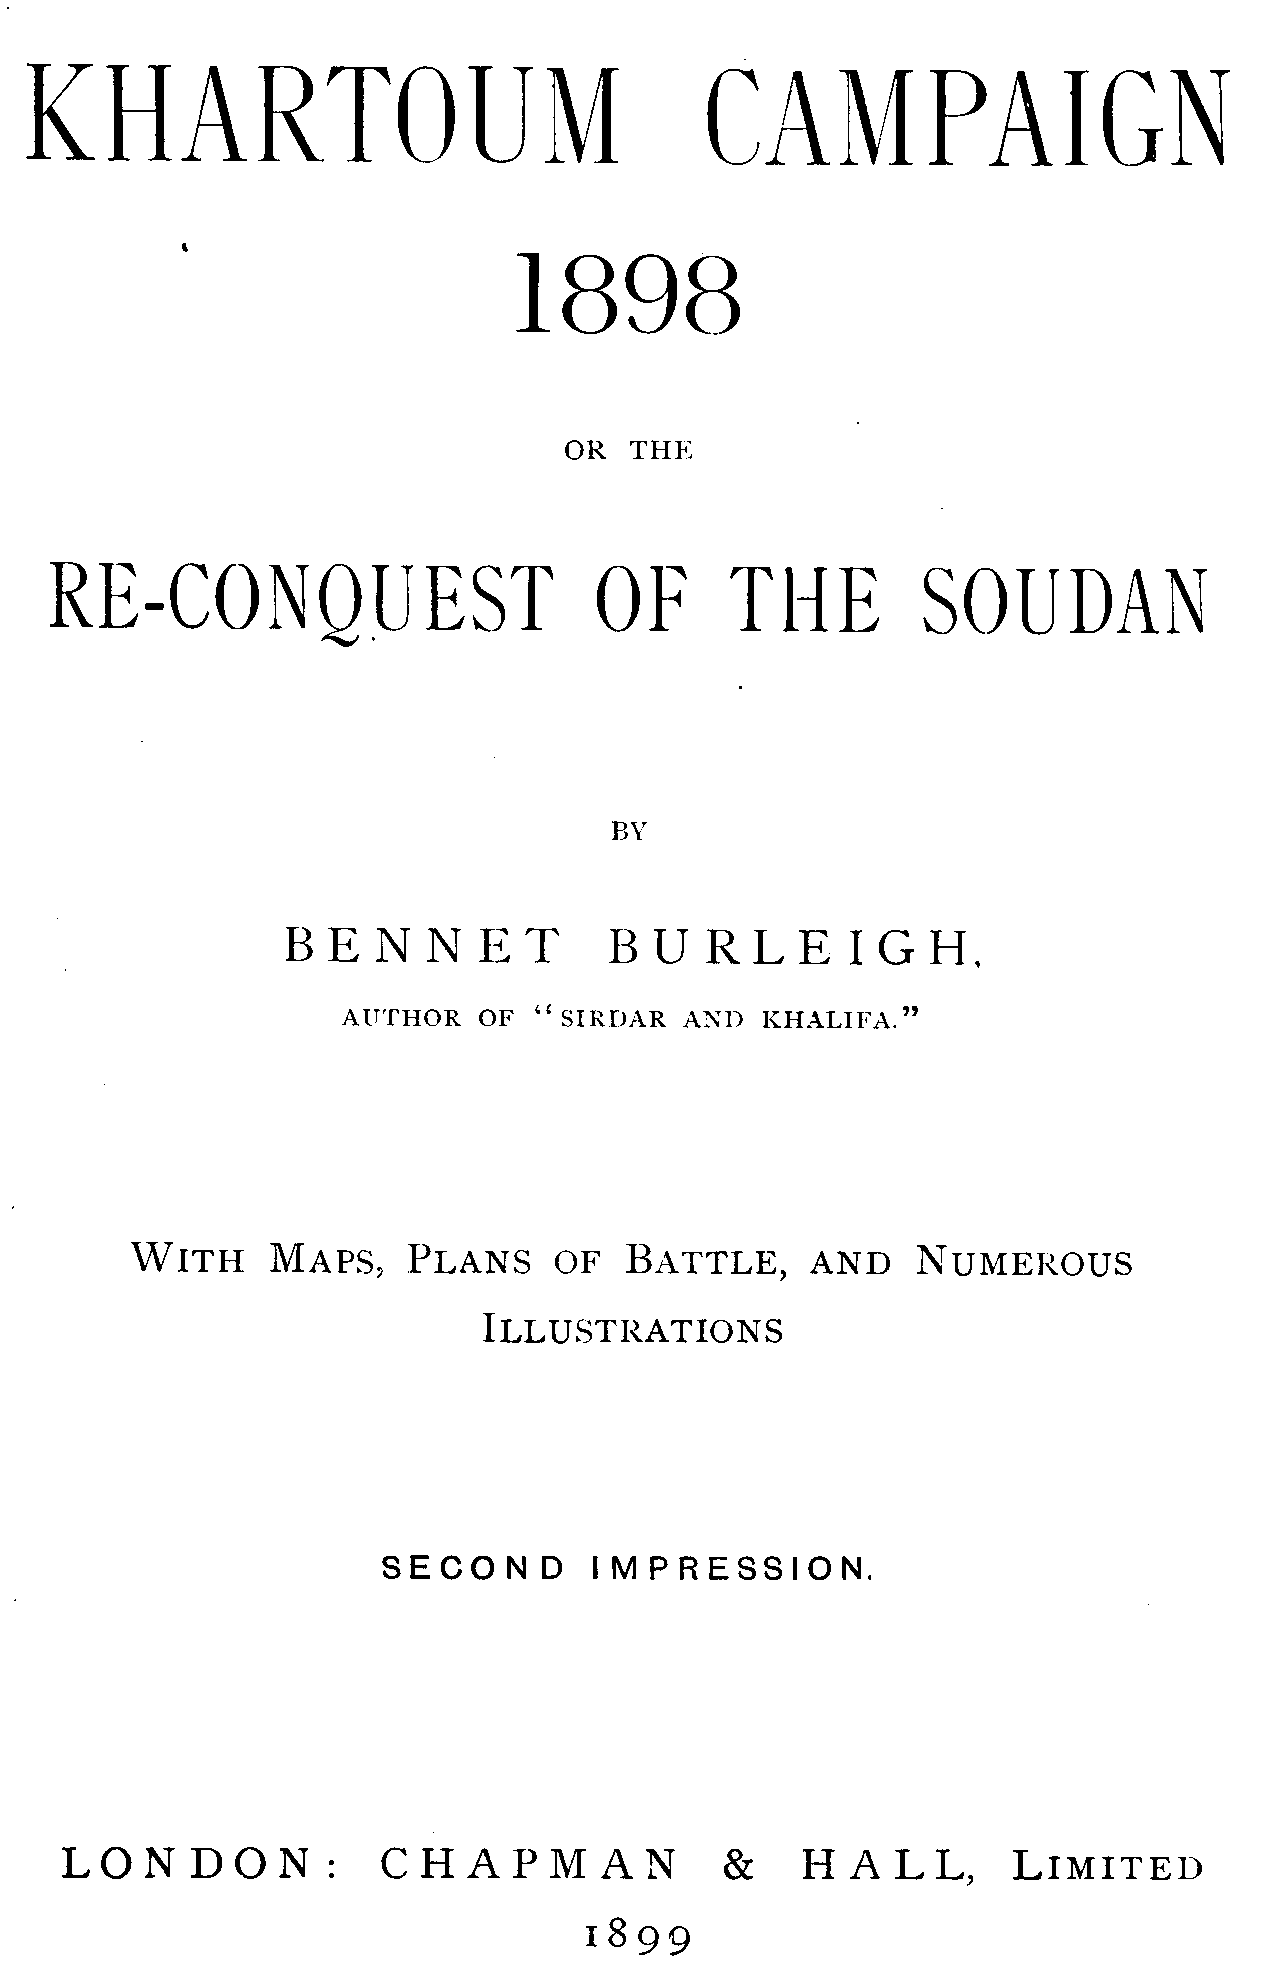 KHARTOUM CAMPAIGN
1898
OR THE
RE-CONQUEST OF THE SOUDAN
BY
BENNET BURLEIGH,
AUTHOR OF “SIRDAR AND KHALIFA.”
WITH MAPS, PLANS OF BATTLE, AND NUMEROUS
ILLUSTRATIONS
SECOND IMPRESSION.
LONDON: CHAPMAN & HALL, LIMITED
1899